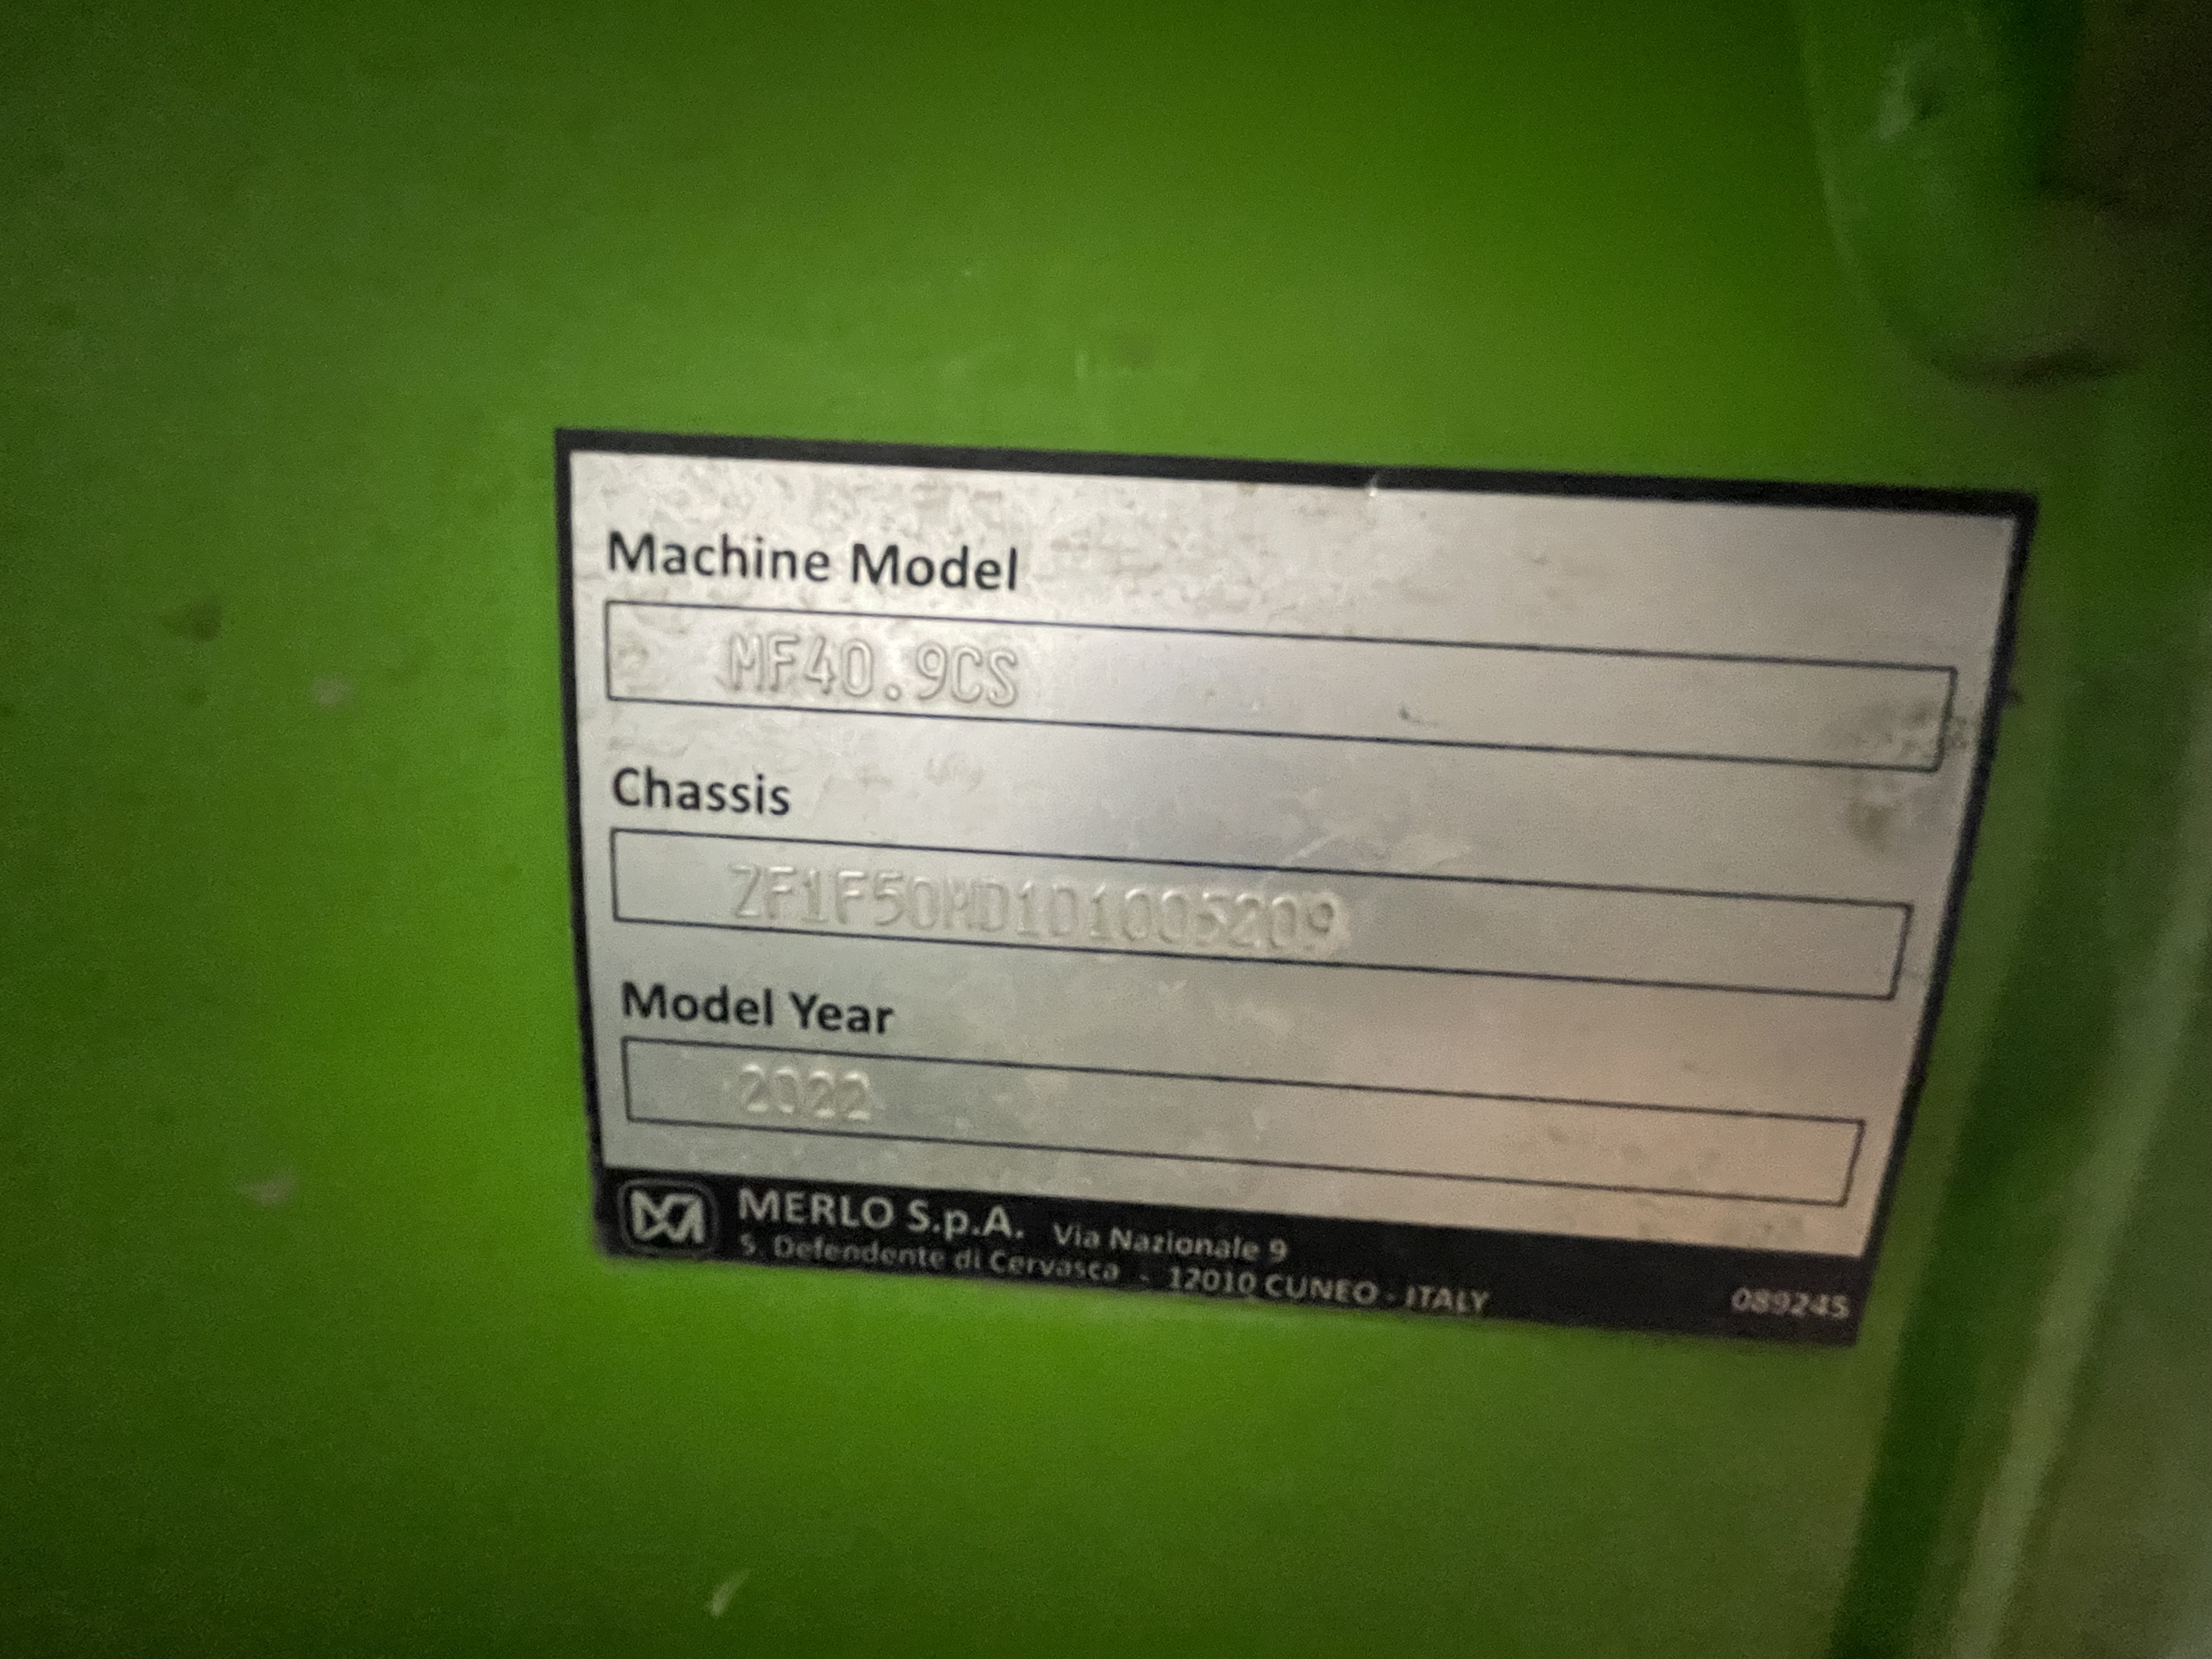 Machine Model
MF40.9CS
Chassis
ZF1F50MD1D1005209
Model Year
2022
MERLO S.p.A. Via Nazionale 9
S. Defendente di Cervasca - 12010 CUNEO - ITALY
089245